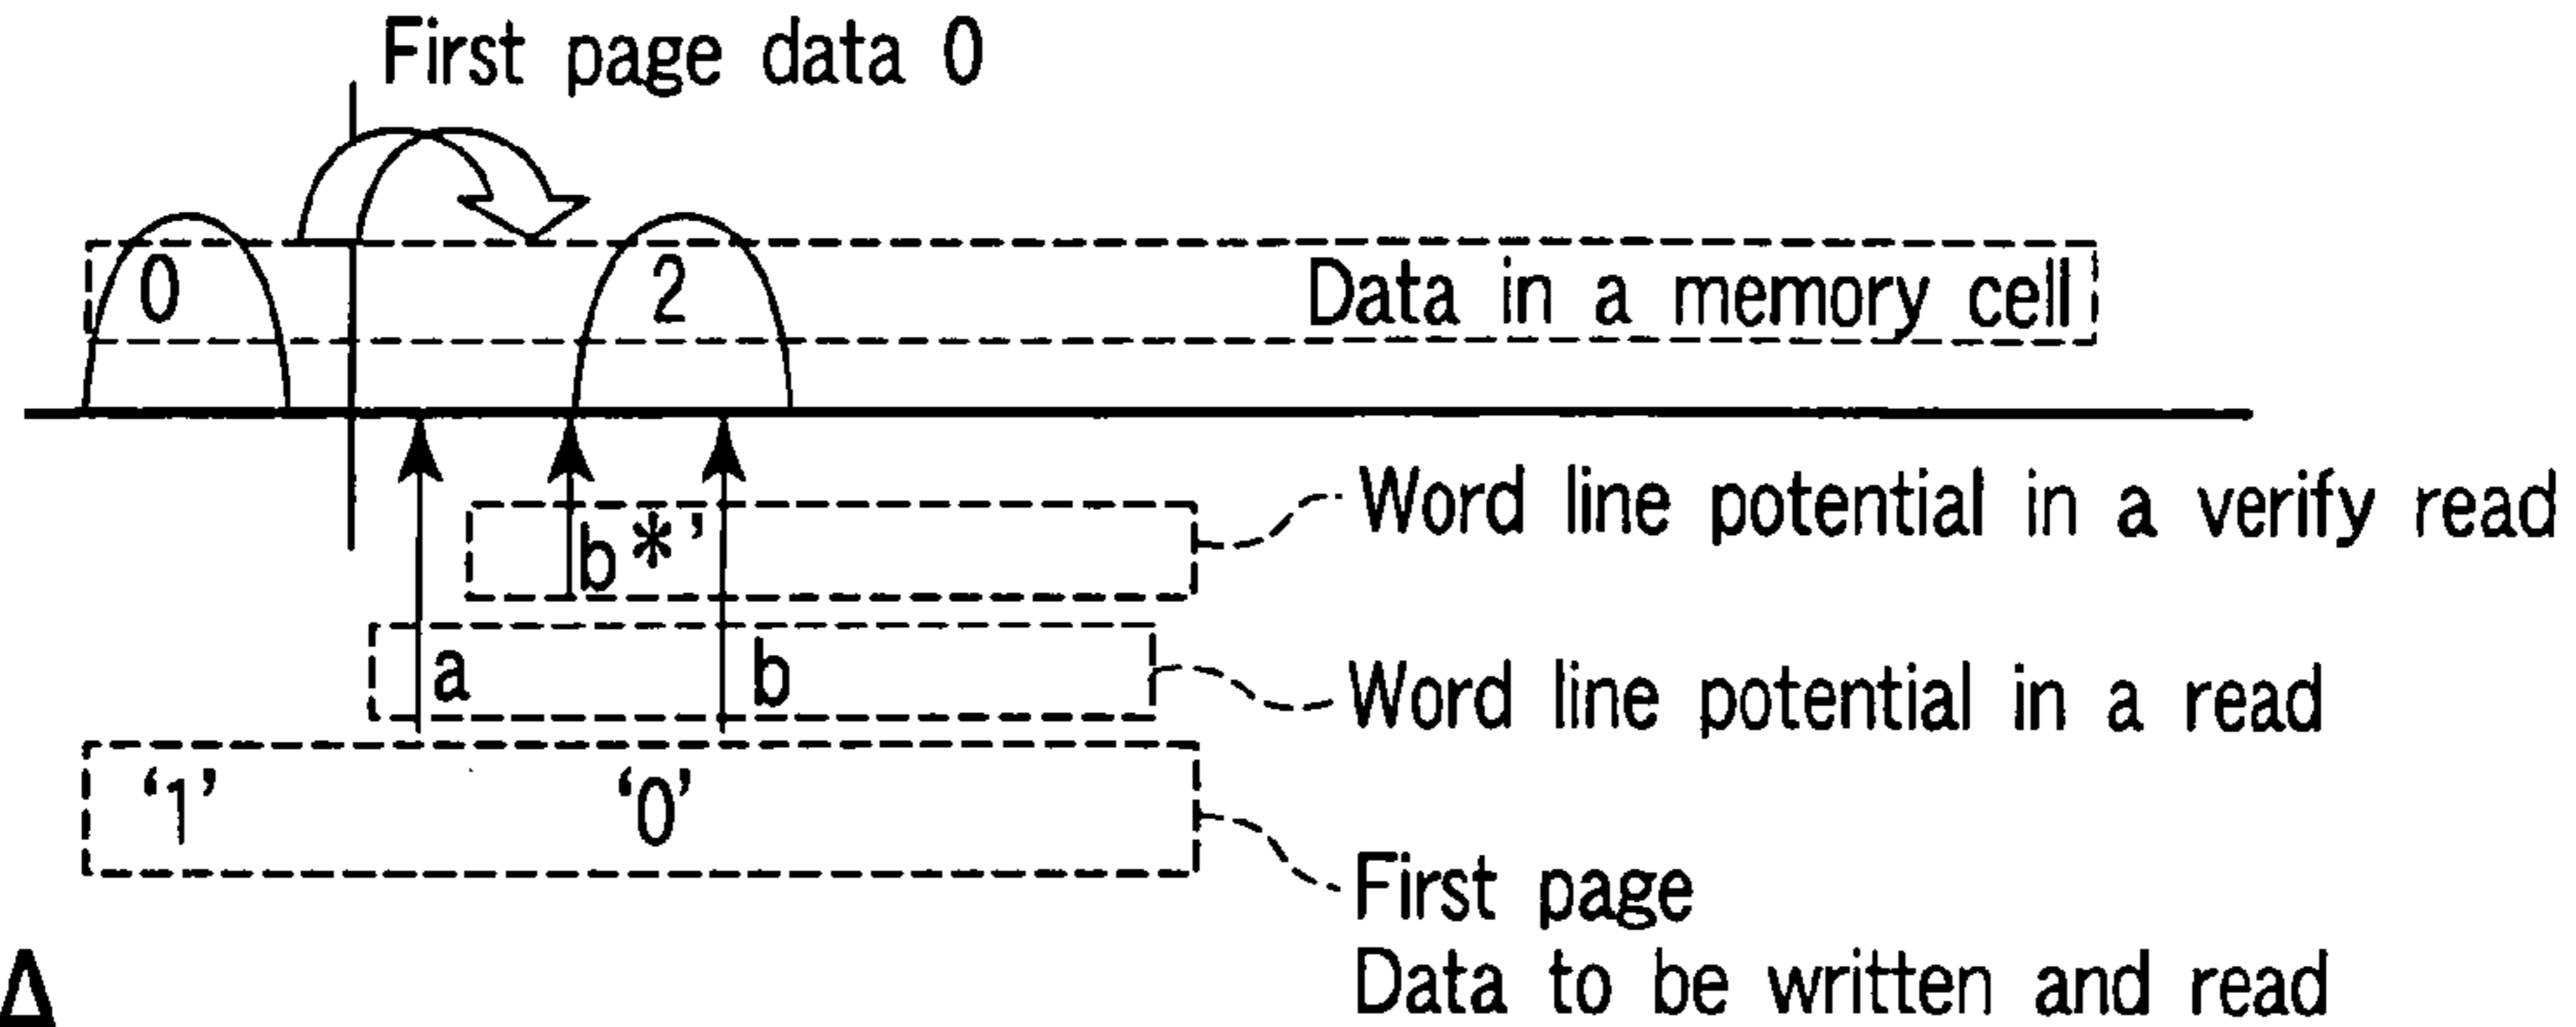 First page data 0
0 2 Data in a memory cell
Word line potential in a verify read
b*’
a b
Word line potential in a read
‘1’ ‘0’
First page
Data to be written and read